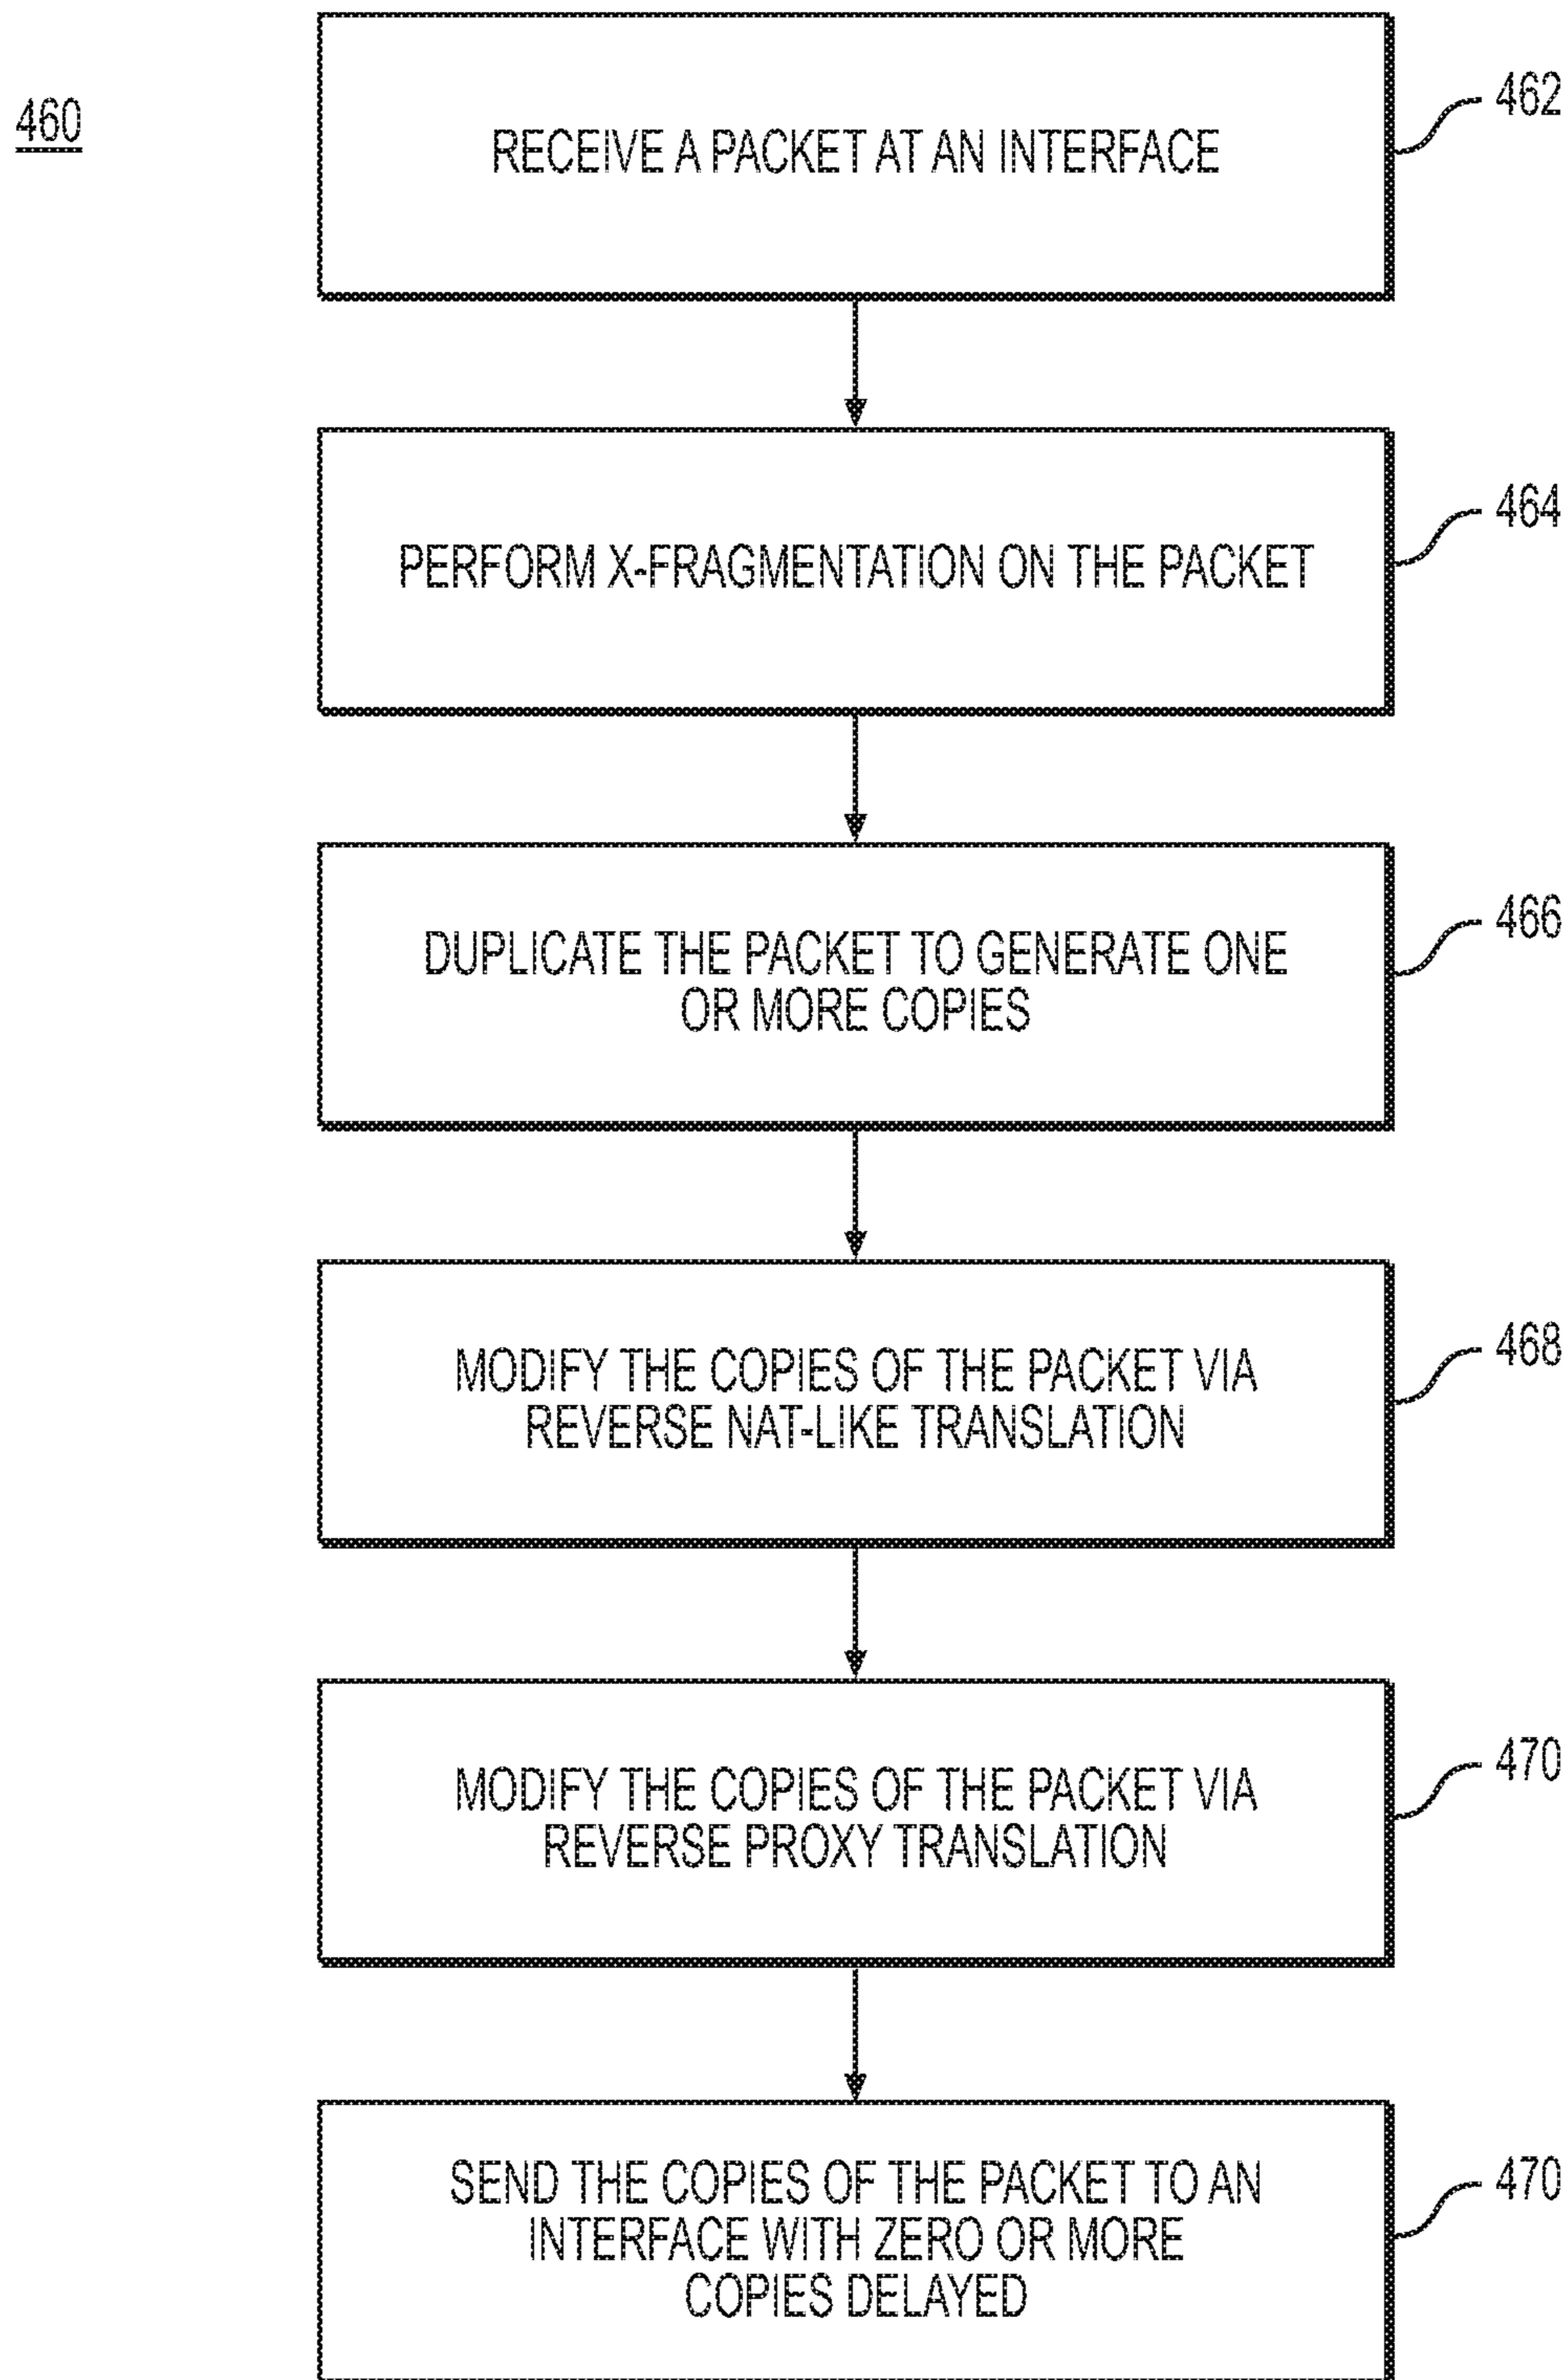 460
RECEIVE A PACKET AT AN INTERFACE
462
PERFORM X-FRAGMENTATION ON THE PACKET
464
DUPLICATE THE PACKET TO GENERATE ONE
OR MORE COPIES
466
MODIFY THE COPIES OF THE PACKET VIA
REVERSE NAT-LIKE TRANSLATION
468
MODIFY THE COPIES OF THE PACKET VIA
REVERSE PROXY TRANSLATION
470
SEND THE COPIES OF THE PACKET TO AN
INTERFACE WITH ZERO OR MORE
COPIES DELAYED
470